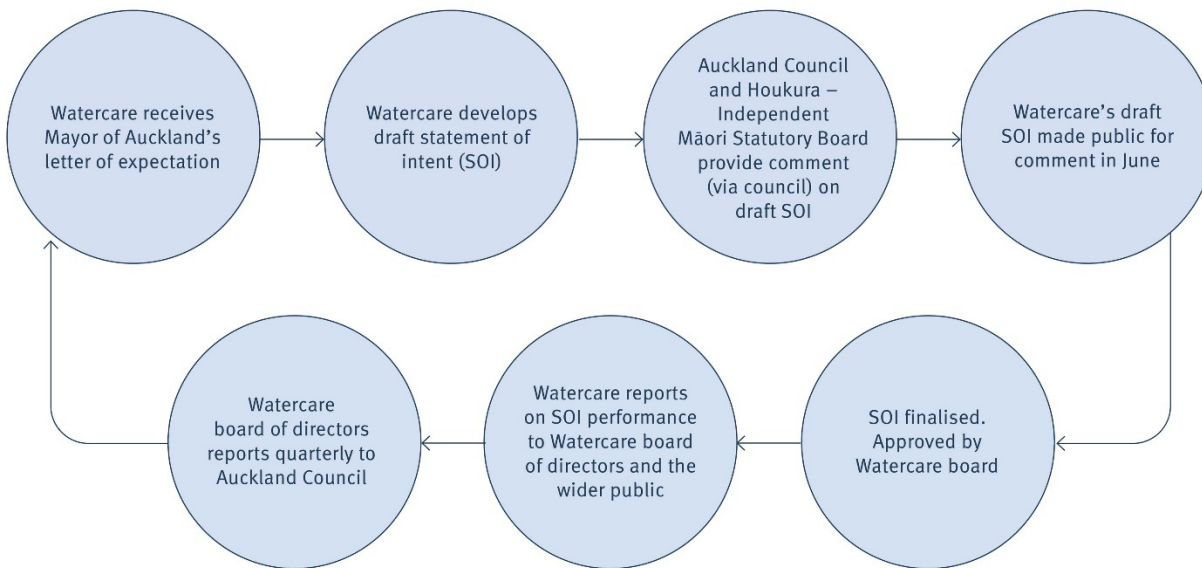 Watercare receives
Mayor of Auckland’s
letter of expectation
Watercare develops
draft statement of
intent (SOI)
Auckland Council
and Houkura –
Independent
Māori Statutory Board
provide comment
(via council) on
draft SOI
Watercare’s draft
SOI made public for
comment in June
SOI finalised.
Approved by
Watercare board
Watercare reports
on SOI performance
to Watercare board
of directors and the
wider public
Watercare
board of directors
reports quarterly to
Auckland Council